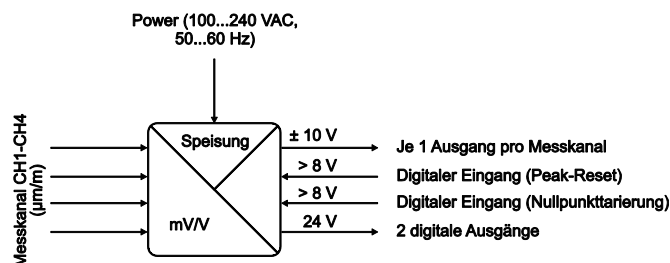 Power (100...240 VAC,
50...60 Hz)
Messkanal CH1-CH4
(µm/m)
Speisung
mV/V
± 10 V
Je 1 Ausgang pro Messkanal
> 8 V
Digitaler Eingang (Peak-Reset)
> 8 V
Digitaler Eingang (Nullpunkttarierung)
24 V
2 digitale Ausgänge